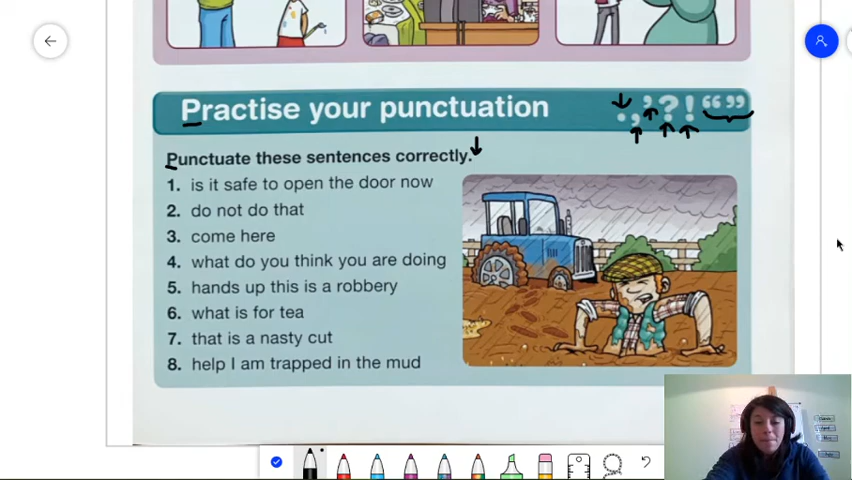 Practise your punctuation . , ’ ? ! “ ”
Punctuate these sentences correctly.
1. is it safe to open the door now
2. do not do that
3. come here
4. what do you think you are doing
5. hands up this is a robbery
6. what is for tea
7. that is a nasty cut
8. help I am trapped in the mud